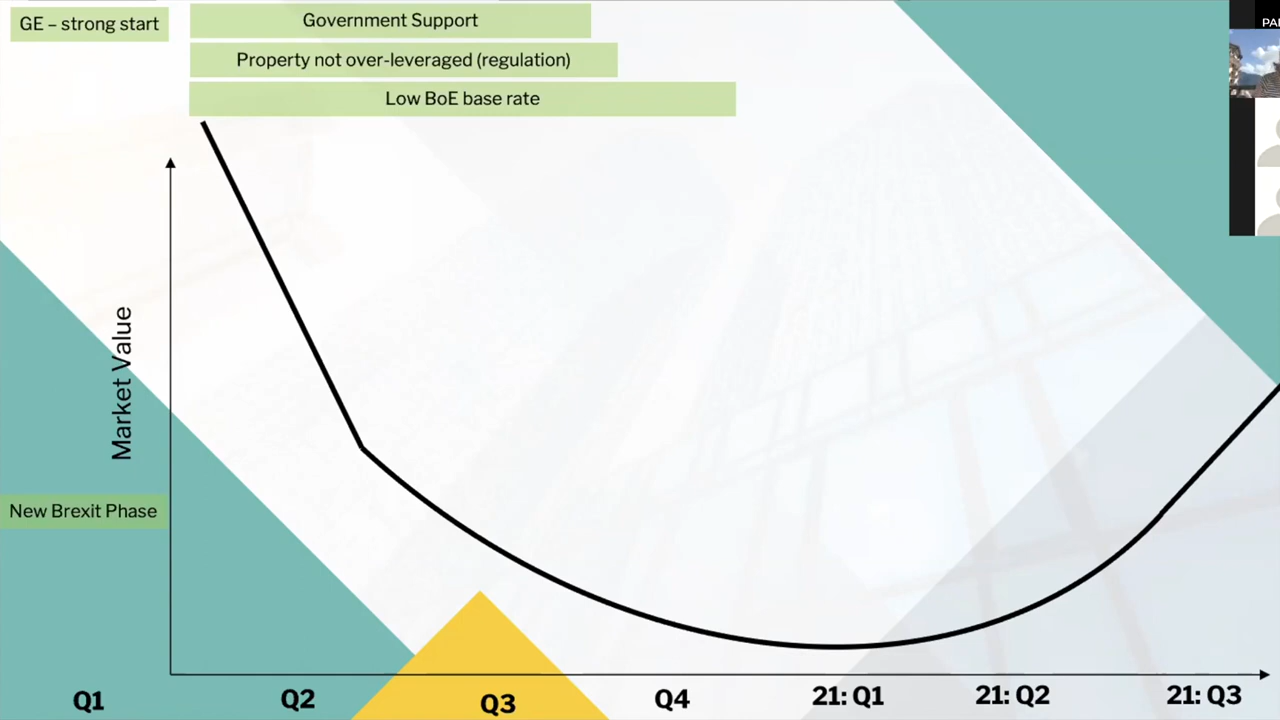 GE – strong start
Government Support
Property not over-leveraged (regulation)
Low BoE base rate
Market Value
New Brexit Phase
Q1
Q2
Q3
Q4
21: Q1
21: Q2
21: Q3